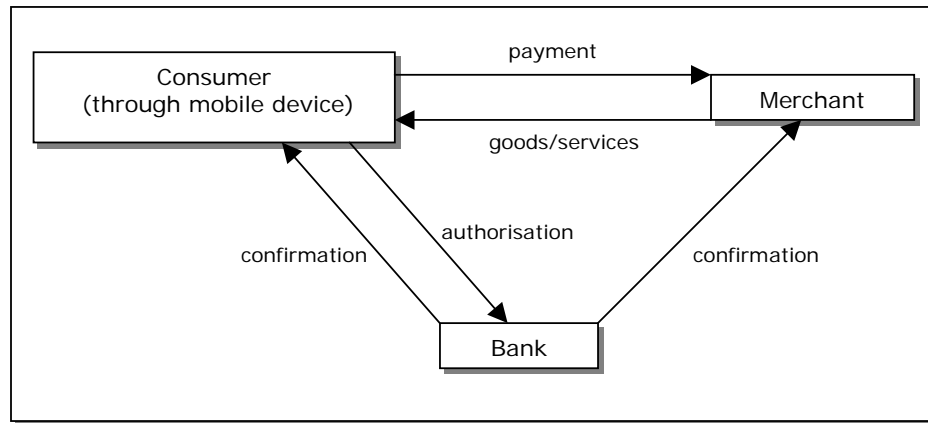 payment
Consumer
(through mobile device)
Merchant
goods/services
authorisation
confirmation
confirmation
Bank